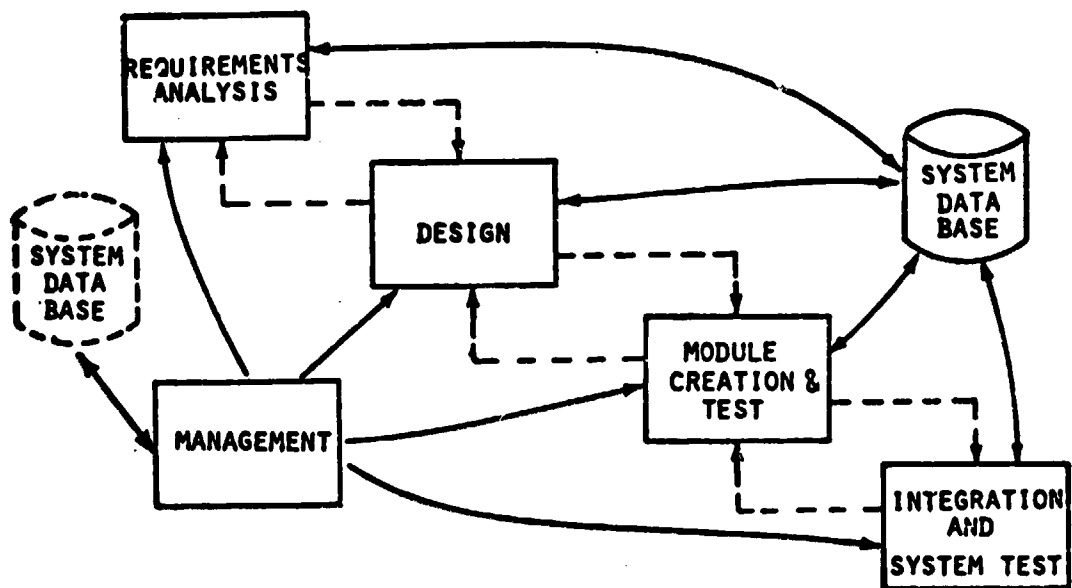 REQUIREMENTS
ANALYSIS
SYSTEM
DATA
BASE
DESIGN
SYSTEM
DATA
BASE
MODULE
CREATION &
TEST
MANAGEMENT
INTEGRATION
AND
SYSTEM TEST